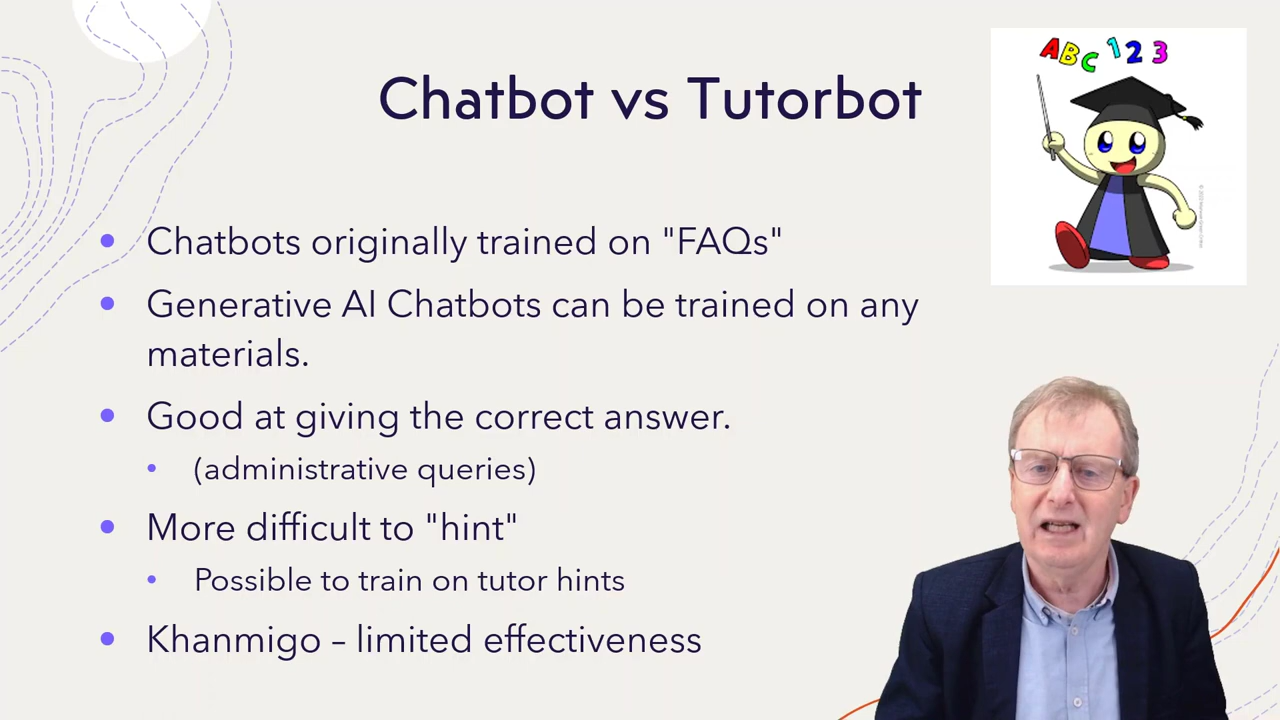 ABC 123
Chatbot vs Tutorbot
Chatbots originally trained on "FAQs"
Generative AI Chatbots can be trained on any
materials.
Good at giving the correct answer.
(administrative queries)
More difficult to "hint"
Possible to train on tutor hints
Khanmigo – limited effectiveness